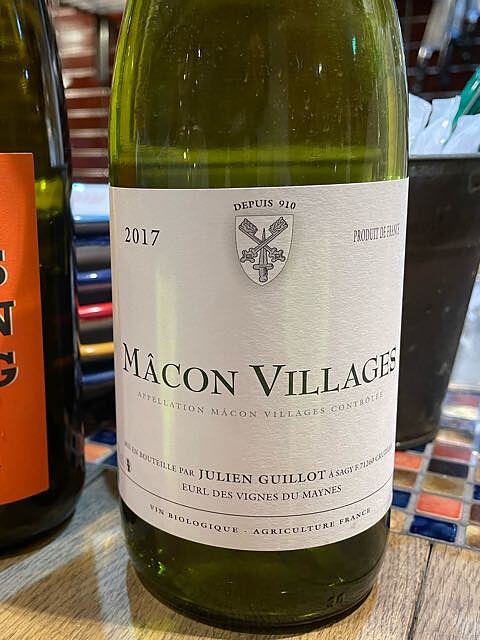 DEPUIS 910
2017
PRODUIT DE FRANCE
MÂCON VILLAGES
APPELLATION MÂCON VILLAGES CONTRÔLÉE
MIS EN BOUTEILLE PAR JULIEN GUILLOT À SAGY F.71260
EURL DES VIGNES DU MAYNES
VIN BIOLOGIQUE - AGRICULTURE FRANCE
S
N
G